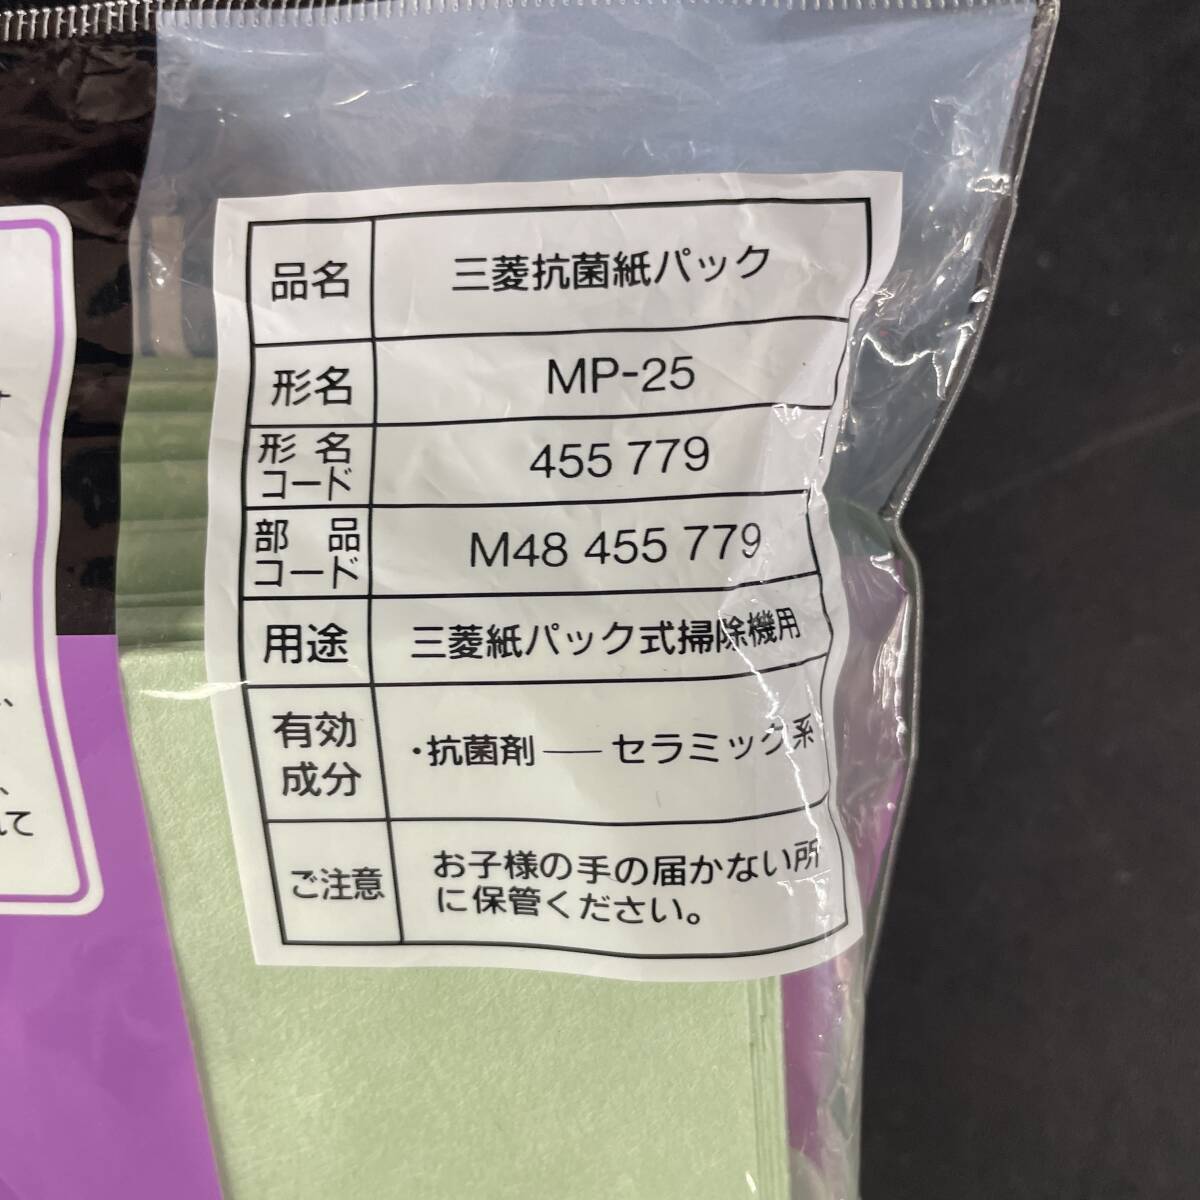 品名 三菱抗菌紙パック
形名 MP-25
形名コード 455 779
部品コード M48 455 779
用途 三菱紙パック式掃除機用
有効成分 ・抗菌剤――セラミック系
ご注意 お子様の手の届かない所
に保管ください。